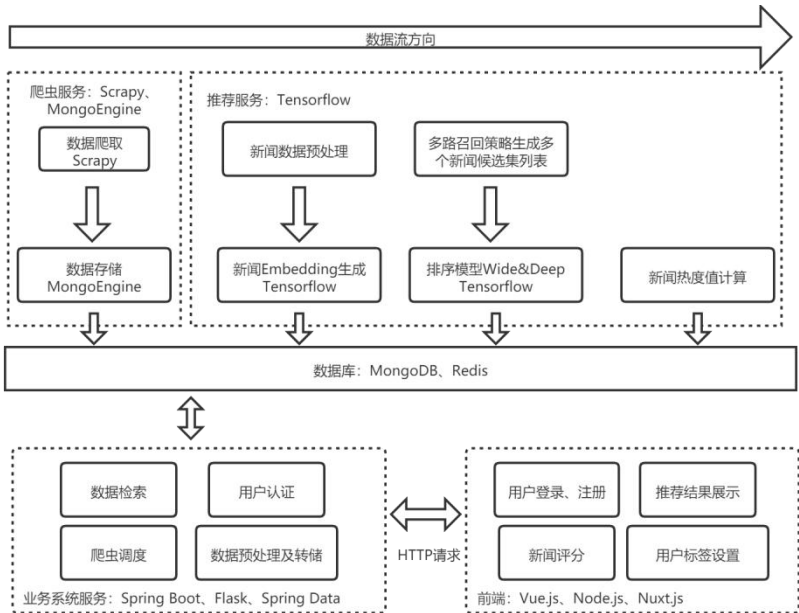 数据流方向
爬虫服务：Scrapy、
MongoEngine
数据爬取
Scrapy
数据存储
MongoEngine
推荐服务：Tensorflow
新闻数据预处理
多路召回策略生成多
个新闻候选集列表
新闻Embedding生成
Tensorflow
排序模型Wide&Deep
Tensorflow
新闻热度值计算
数据库：MongoDB、Redis
数据检索
用户认证
爬虫调度
数据预处理及转储
业务系统服务：Spring Boot、Flask、Spring Data
HTTP请求
用户登录、注册
推荐结果展示
新闻评分
用户标签设置
前端：Vue.js、Node.js、Nuxt.js